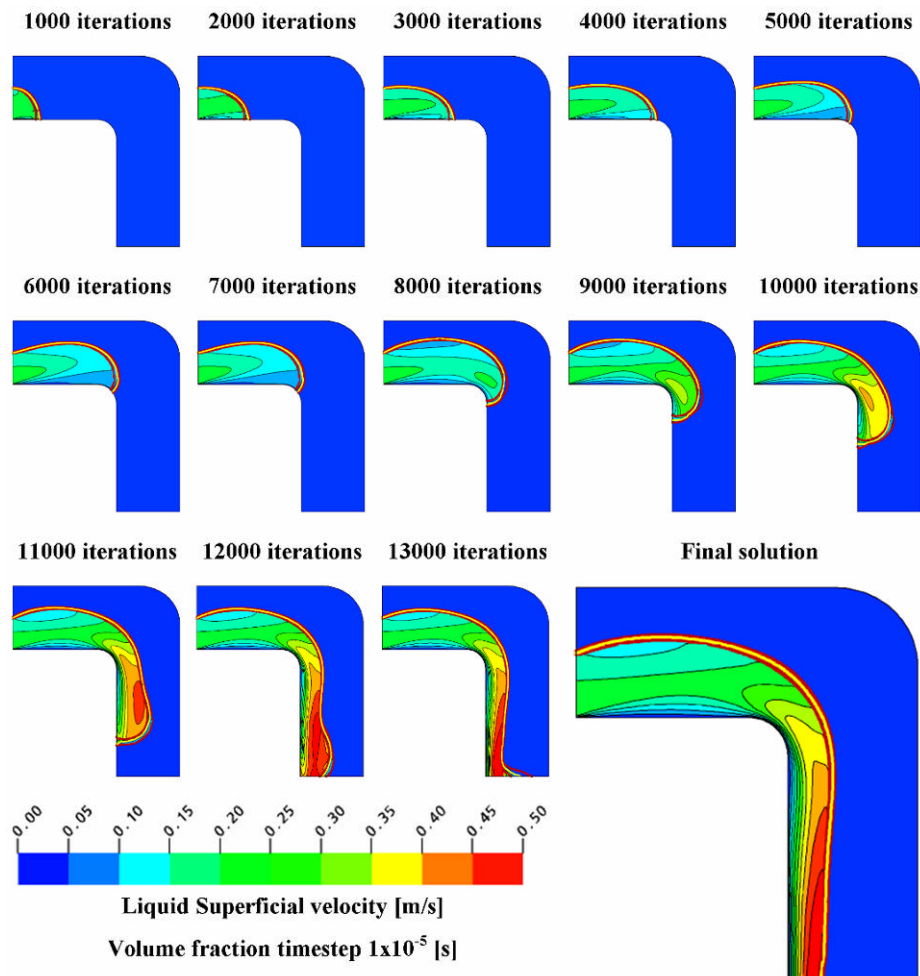 1000 iterations 2000 iterations 3000 iterations 4000 iterations 5000 iterations
6000 iterations 7000 iterations 8000 iterations 9000 iterations 10000 iterations
11000 iterations 12000 iterations 13000 iterations Final solution
0.00 0.05 0.10 0.15 0.20 0.25 0.30 0.35 0.40 0.45 0.50
Liquid Superficial velocity [m/s]
Volume fraction timestep 1x10⁻⁵ [s]